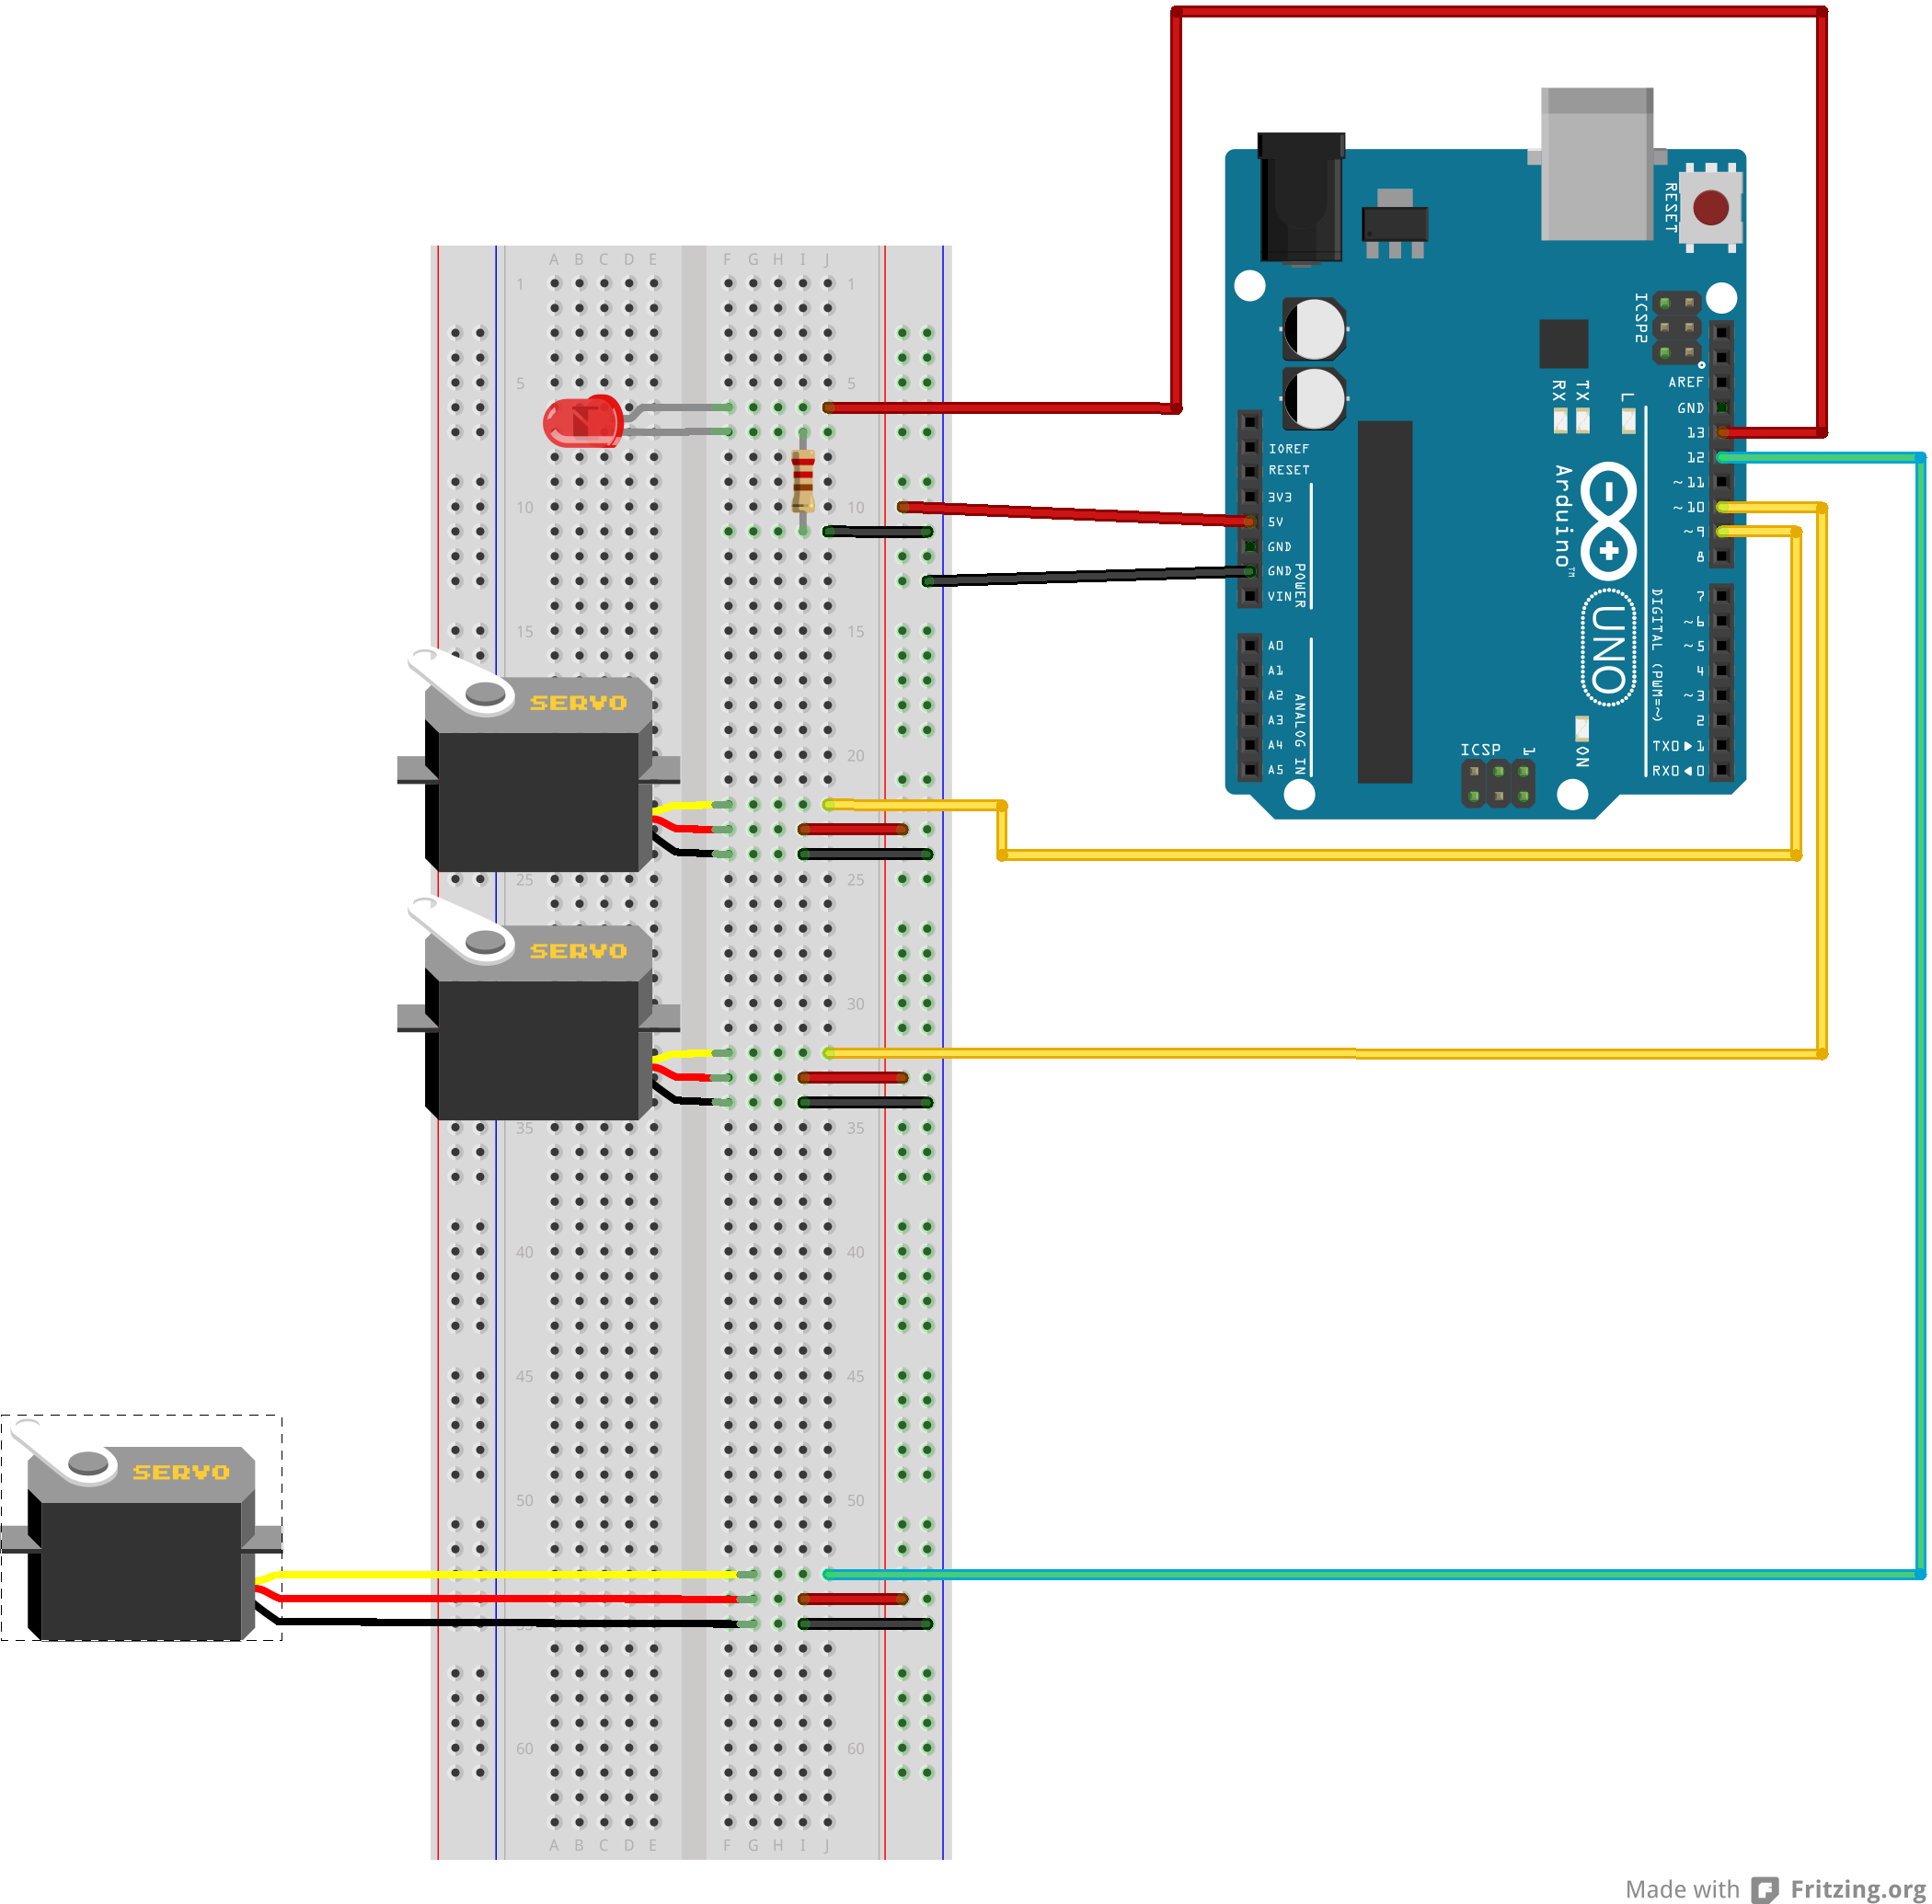 RESET
ICSP2
AREF
GND
RX
TX
L
13
12
~11
~10
~9
8
IOREF
RESET
3V3
5V
GND
GND
VIN
POWER
Arduino™
UNO
DIGITAL (PWM=~)
7
~6
~5
4
~3
2
TX0▶1
RX0◀0
A0
A1
A2
A3
A4
A5
ANALOG IN
ICSP
1
ON
A B C D E F G H I J
1 1
5 5
10 10
15 15
SERVO
20 20
25 25
SERVO
30 30
35 35
40 40
45 45
SERVO
50 50
55
60 60
A B C D E F G H I J
Made with Fritzing.org